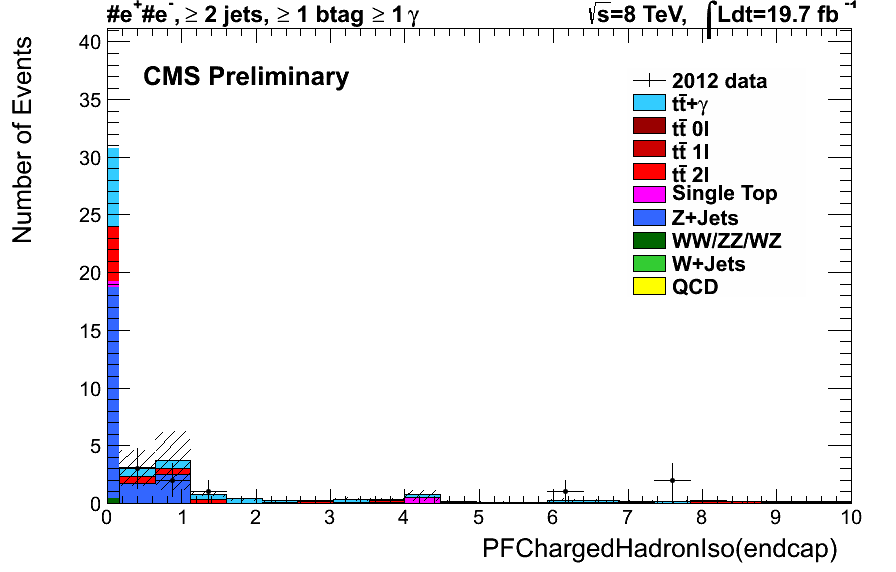 #e⁺#e⁻, ≥ 2 jets, ≥ 1 btag ≥ 1 γ
√s=8 TeV, ∫Ldt=19.7 fb⁻¹
CMS Preliminary
2012 data
tt̄+γ
tt̄ 0l
tt̄ 1l
tt̄ 2l
Single Top
Z+Jets
WW/ZZ/WZ
W+Jets
QCD
Number of Events
40
35
30
25
20
15
10
5
0
0 1 2 3 4 5 6 7 8 9 10
PFChargedHadronIso(endcap)